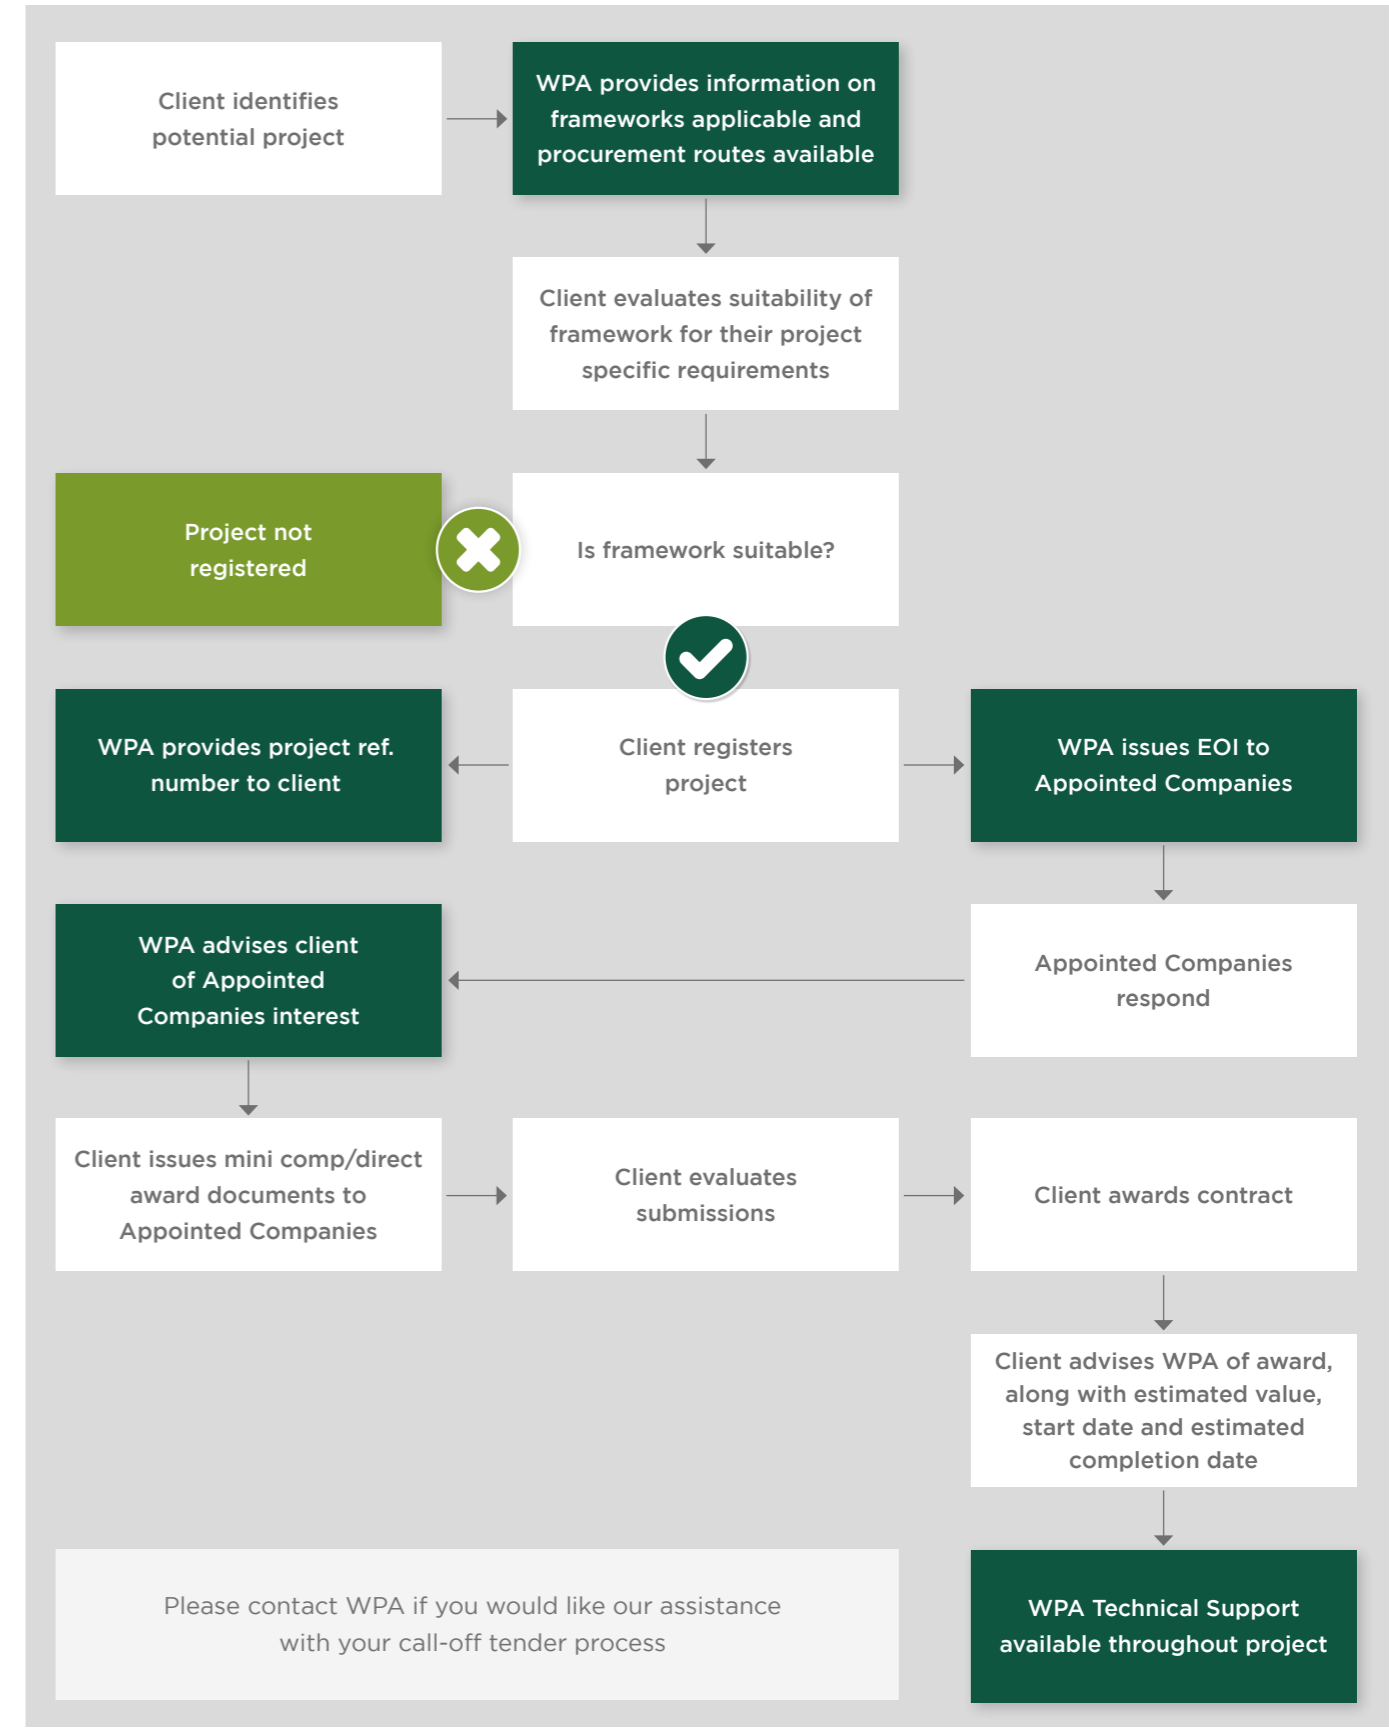 Client identifies
potential project
WPA provides information on
frameworks applicable and
procurement routes available
Client evaluates suitability of
framework for their project
specific requirements
Project not
registered
Is framework suitable?
WPA provides project ref.
number to client
Client registers
project
WPA issues EOI to
Appointed Companies
WPA advises client
of Appointed
Companies interest
Appointed Companies
respond
Client issues mini comp/direct
award documents to
Appointed Companies
Client evaluates
submissions
Client awards contract
Client advises WPA of award,
along with estimated value,
start date and estimated
completion date
Please contact WPA if you would like our assistance
with your call-off tender process
WPA Technical Support
available throughout project